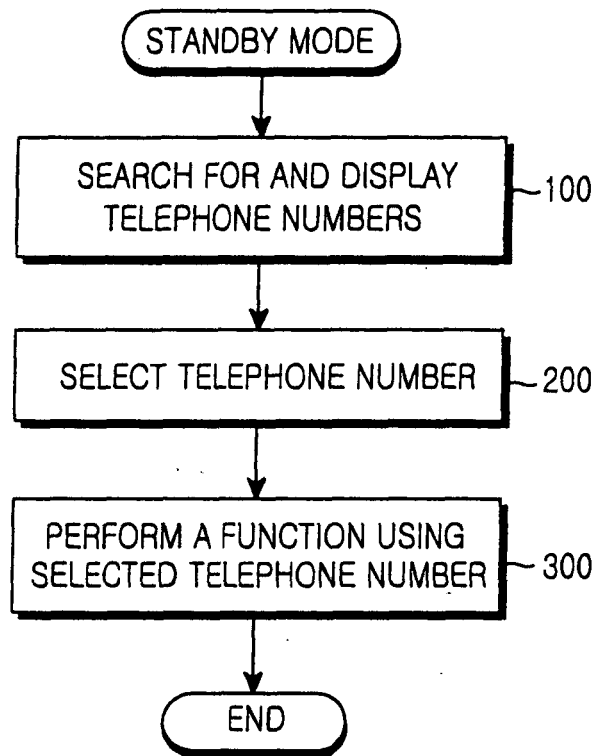 STANDBY MODE
SEARCH FOR AND DISPLAY
TELEPHONE NUMBERS
100
SELECT TELEPHONE NUMBER
200
PERFORM A FUNCTION USING
SELECTED TELEPHONE NUMBER
300
END